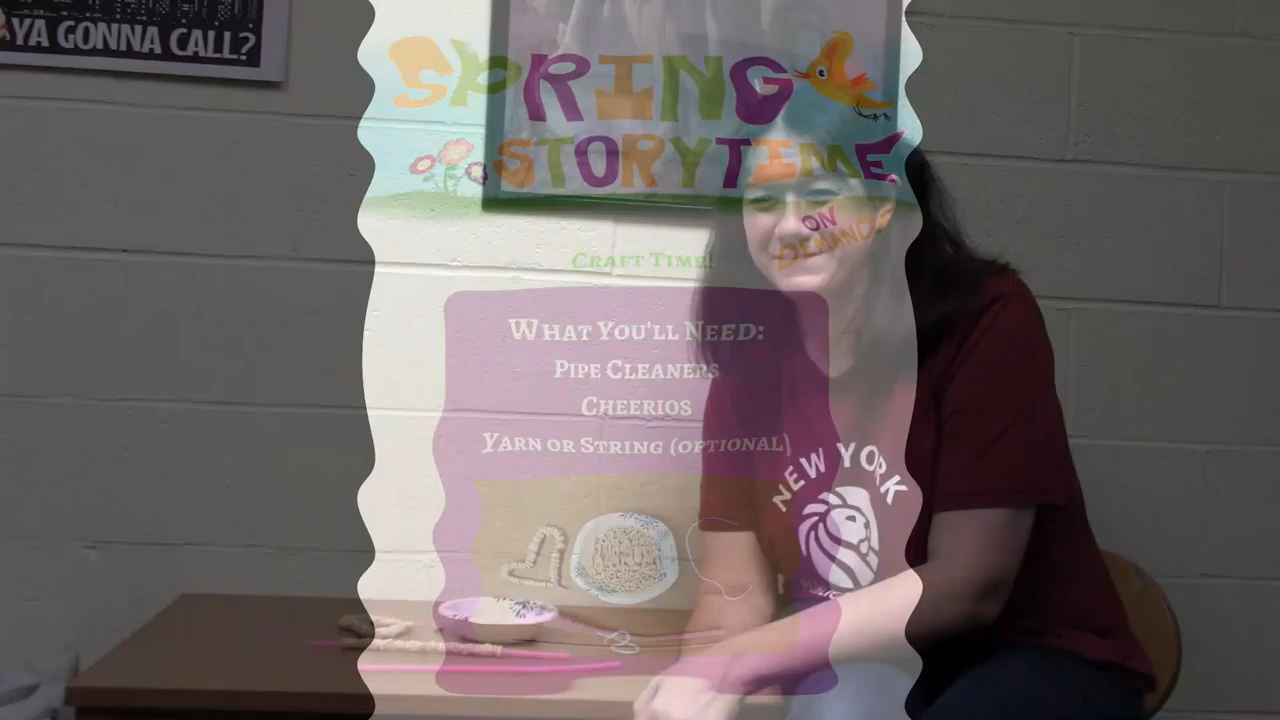 YA GONNA CALL?
SPRING
STORYTIME
ON
DEMAND
CRAFT TIME!
WHAT YOU'LL NEED:
PIPE CLEANERS
CHEERIOS
YARN OR STRING (OPTIONAL)
NEW YORK